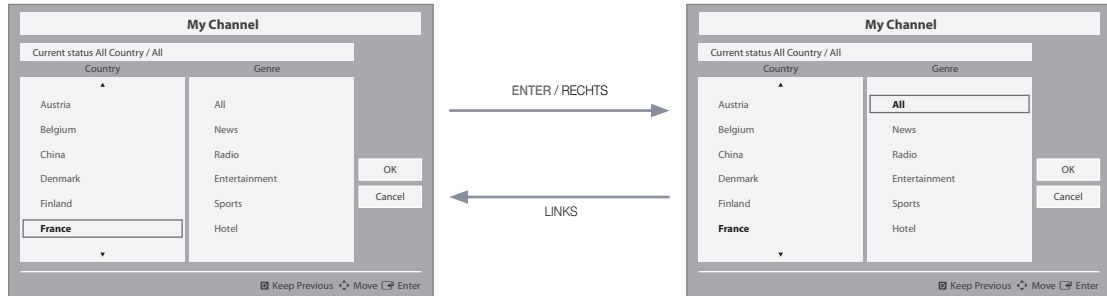 My Channel
Current status All Country / All
Country
Genre
Austria
Belgium
China
Denmark
Finland
France
All
News
Radio
Entertainment
Sports
Hotel
OK
Cancel
D Keep Previous Move Enter
ENTER / RECHTS
LINKS
My Channel
Current status All Country / All
Country
Genre
Austria
Belgium
China
Denmark
Finland
France
All
News
Radio
Entertainment
Sports
Hotel
OK
Cancel
D Keep Previous Move Enter